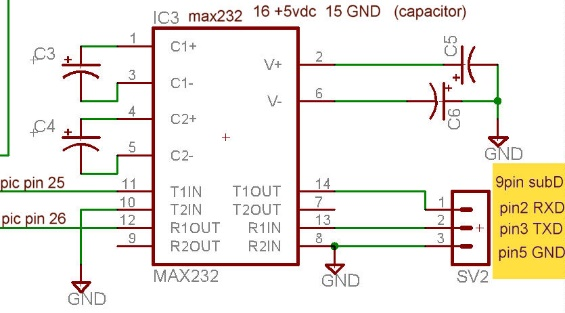 IC3 max232 16 +5vdc 15 GND (capacitor)
C3
1 C1+
3 C1-
C4
4 C2+
5 C2-
V+ 2
V- 6
C5
C6
GND
pic pin 25
11 T1IN
T1OUT 14
10 T2IN
T2OUT 7
pic pin 26
12 R1OUT
R1IN 13
9 R2OUT
R2IN 8
MAX232
GND
GND
1
2
3
SV2
9pin subD
pin2 RXD
pin3 TXD
pin5 GND